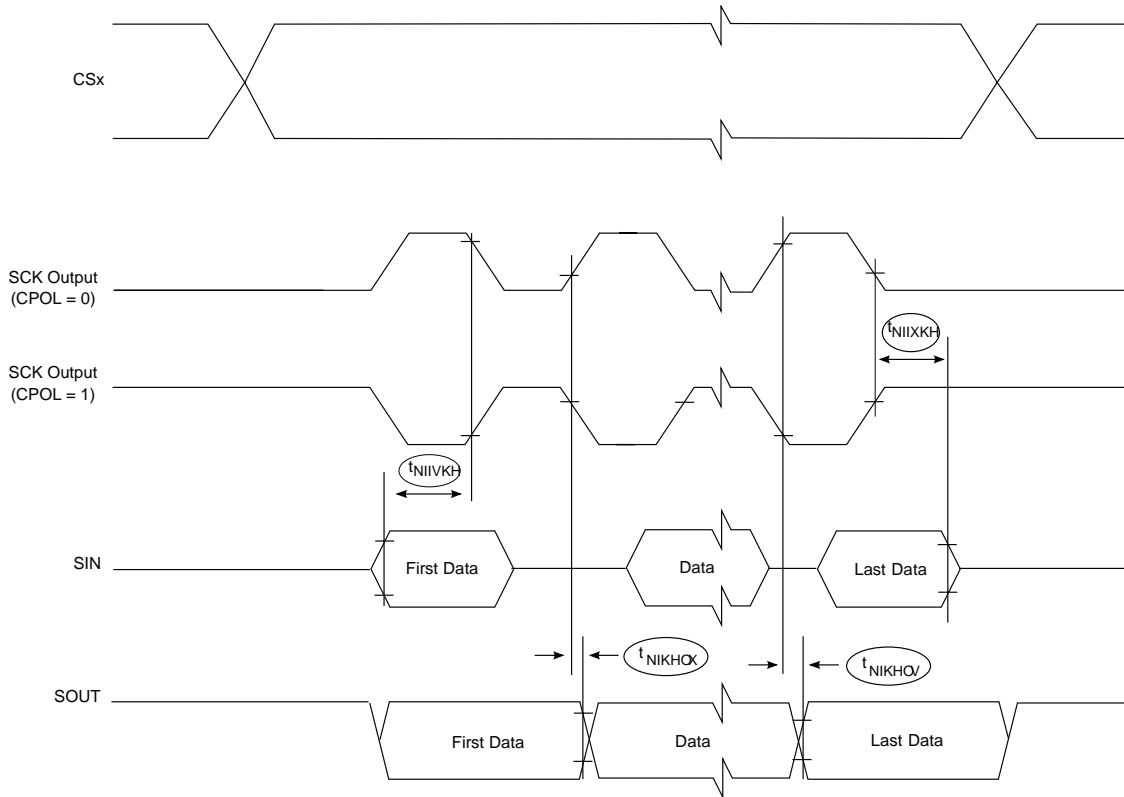 CSx
SCK Output
(CPOL = 0)
tNIIXKH
SCK Output
(CPOL = 1)
tNIIVKH
SIN
First Data
Data
Last Data
tNIKHOX
tNIKHOV
SOUT
First Data
Data
Last Data